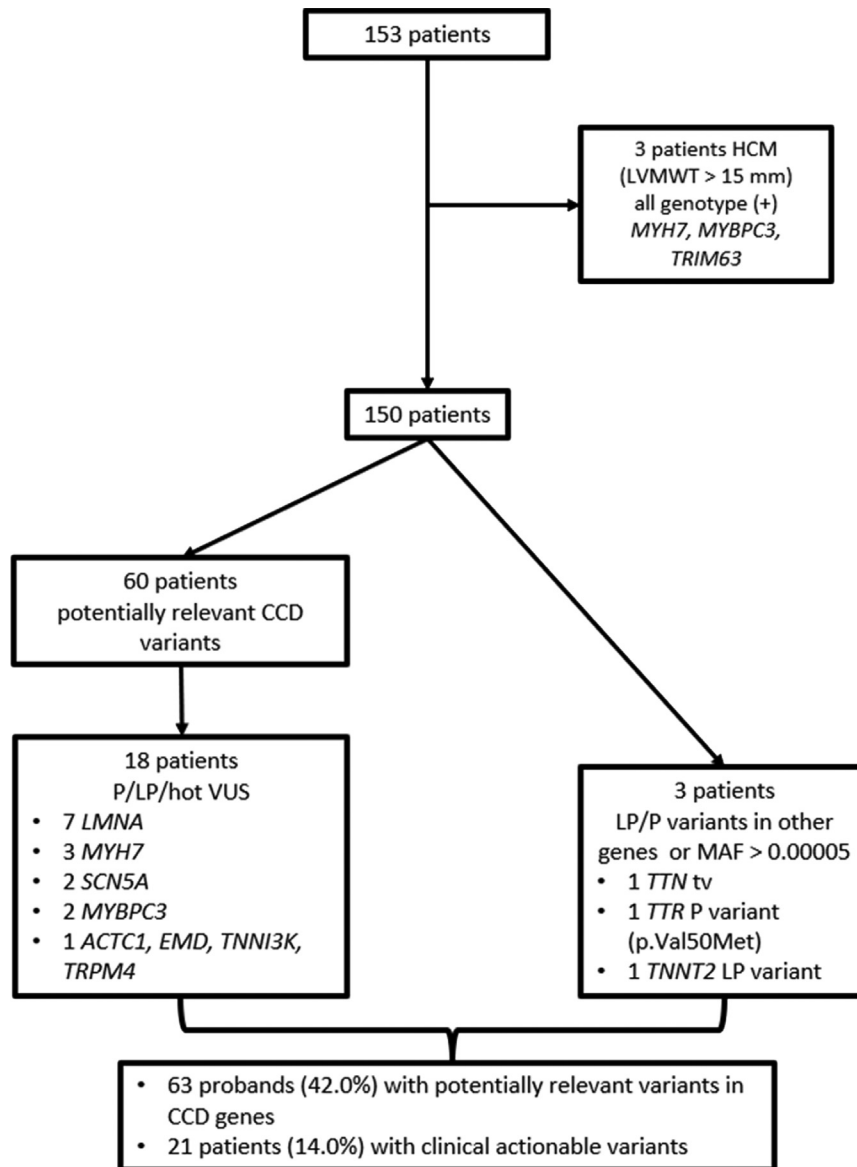 153 patients
3 patients HCM
(LVMWT > 15 mm)
all genotype (+)
MYH7, MYBPC3,
TRIM63
150 patients
60 patients
potentially relevant CCD
variants
18 patients
P/LP/hot VUS
• 7 LMNA
• 3 MYH7
• 2 SCN5A
• 2 MYBPC3
• 1 ACTC1, EMD, TNNI3K,
TRPM4
3 patients
LP/P variants in other
genes or MAF > 0.00005
• 1 TTN tv
• 1 TTR P variant
(p.Val50Met)
• 1 TNNT2 LP variant
• 63 probands (42.0%) with potentially relevant variants in
CCD genes
• 21 patients (14.0%) with clinical actionable variants